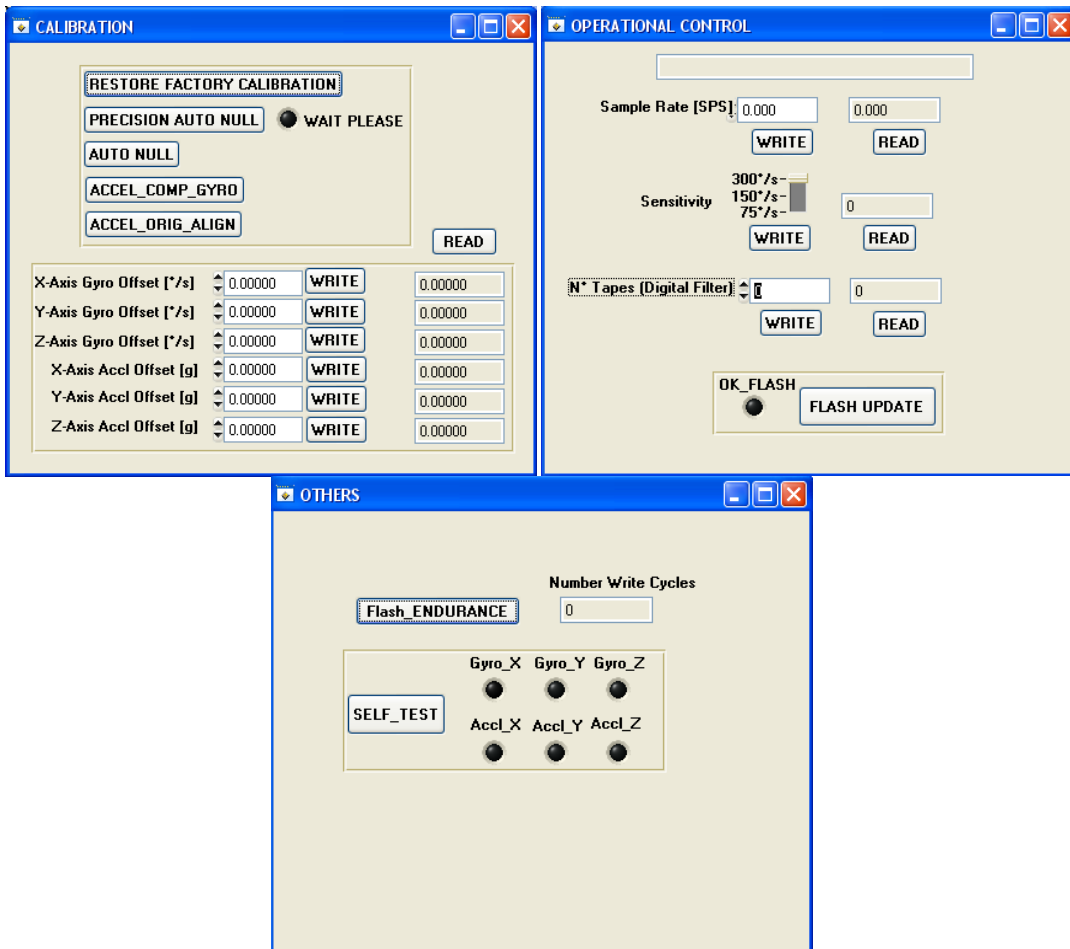 CALIBRATION
RESTORE FACTORY CALIBRATION
PRECISION AUTO NULL WAIT PLEASE
AUTO NULL
ACCEL_COMP_GYRO
ACCEL_ORIG_ALIGN
READ
X-Axis Gyro Offset [°/s] 0.00000 WRITE 0.00000
Y-Axis Gyro Offset [°/s] 0.00000 WRITE 0.00000
Z-Axis Gyro Offset [°/s] 0.00000 WRITE 0.00000
X-Axis Accl Offset [g] 0.00000 WRITE 0.00000
Y-Axis Accl Offset [g] 0.00000 WRITE 0.00000
Z-Axis Accl Offset [g] 0.00000 WRITE 0.00000
OPERATIONAL CONTROL
Sample Rate [SPS]: 0.000 0.000
WRITE READ
300°/s
Sensitivity 150°/s 0
75°/s
WRITE READ
N° Tapes (Digital Filter) 0 0
WRITE READ
OK_FLASH
FLASH UPDATE
OTHERS
Number Write Cycles
Flash_ENDURANCE 0
Gyro_X Gyro_Y Gyro_Z
SELF_TEST
Accl_X Accl_Y Accl_Z